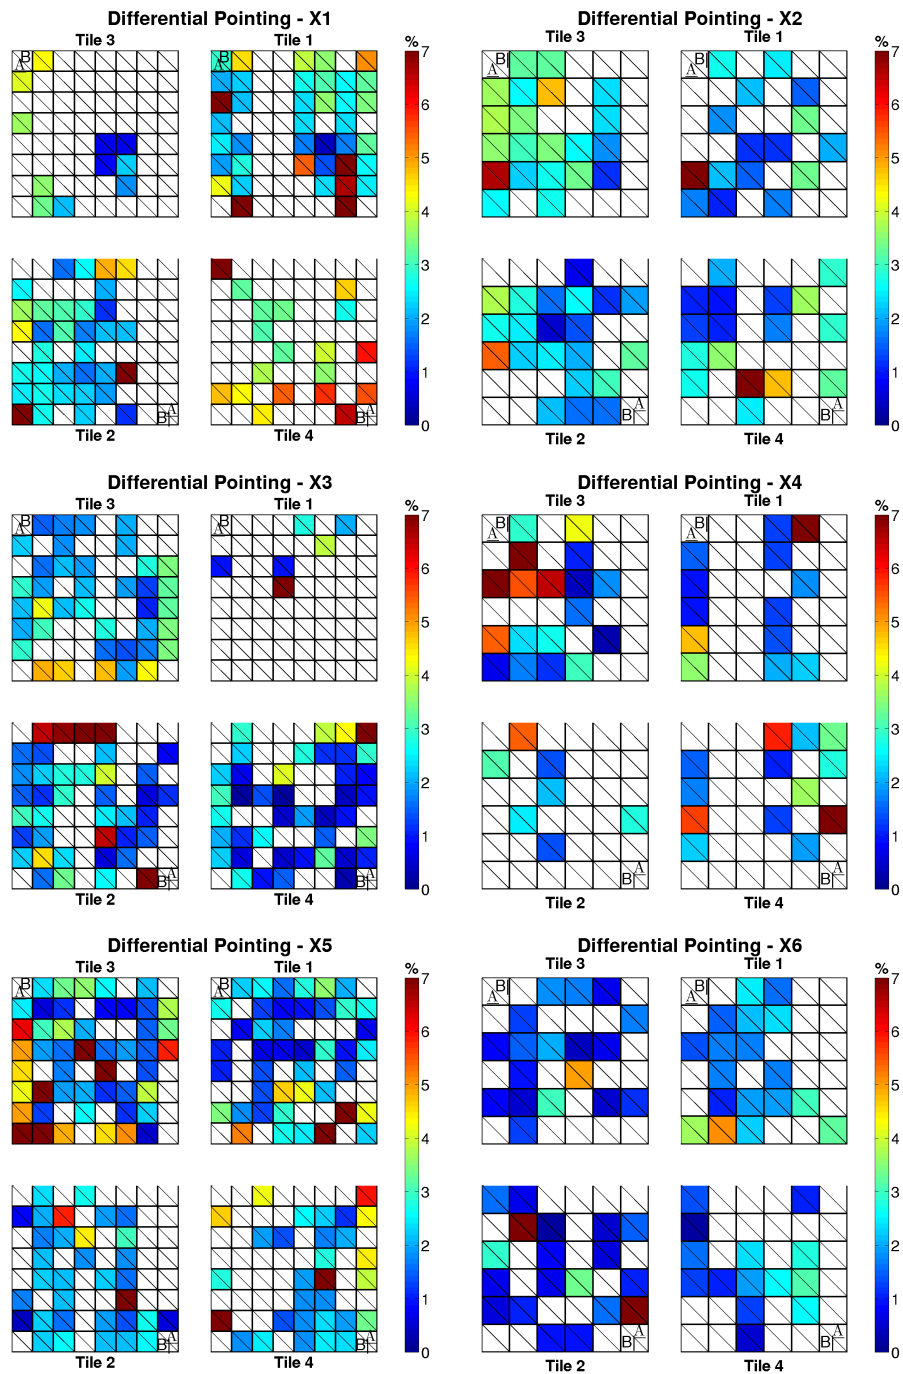 Differential Pointing - X1
Tile 3
Tile 1
%
B
A
B
A
7
6
5
4
3
2
1
0
A
B
A
B
Tile 2
Tile 4
Differential Pointing - X2
Tile 3
Tile 1
%
B
A
B
A
7
6
5
4
3
2
1
0
A
B
A
B
Tile 2
Tile 4
Differential Pointing - X3
Tile 3
Tile 1
%
B
A
B
A
7
6
5
4
3
2
1
0
A
B
A
B
Tile 2
Tile 4
Differential Pointing - X4
Tile 3
Tile 1
%
B
A
B
A
7
6
5
4
3
2
1
0
A
B
A
B
Tile 2
Tile 4
Differential Pointing - X5
Tile 3
Tile 1
%
B
A
B
A
7
6
5
4
3
2
1
0
A
B
A
B
Tile 2
Tile 4
Differential Pointing - X6
Tile 3
Tile 1
%
B
A
B
A
7
6
5
4
3
2
1
0
A
B
A
B
Tile 2
Tile 4